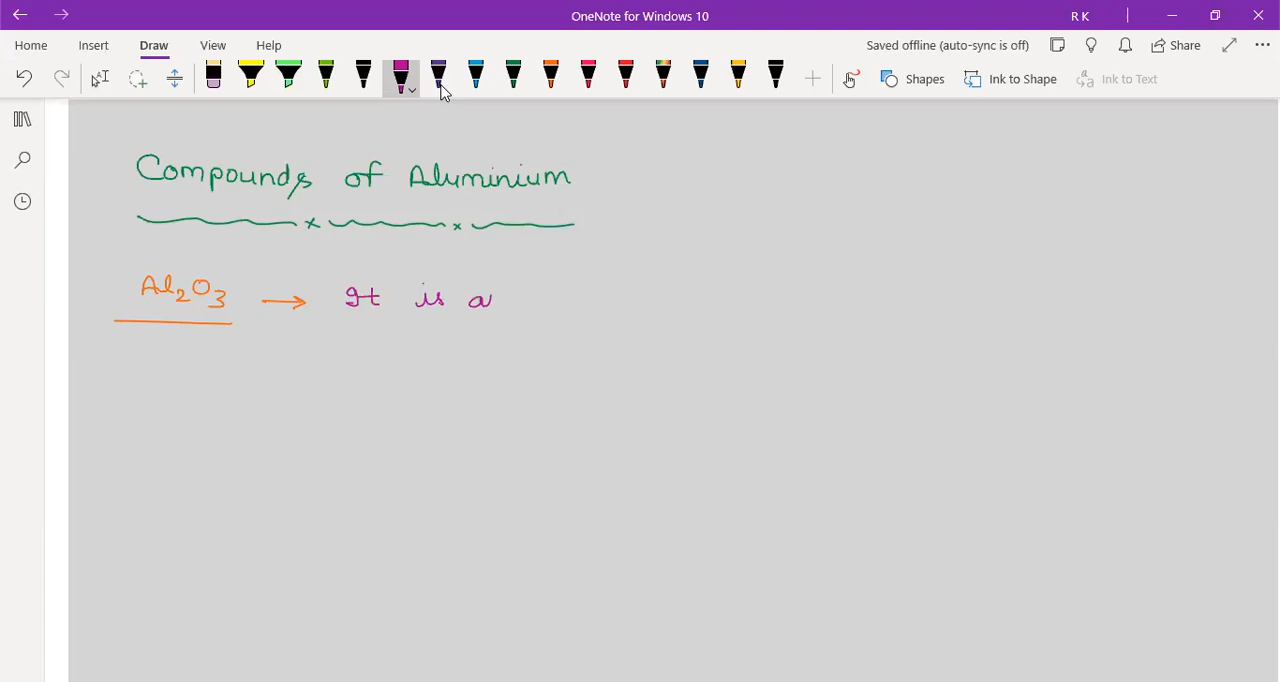 OneNote for Windows 10
R K
Home Insert Draw View Help
Saved offline (auto-sync is off) Share
Shapes Ink to Shape Ink to Text
Compounds of Aluminium
Al₂O₃ → It is a